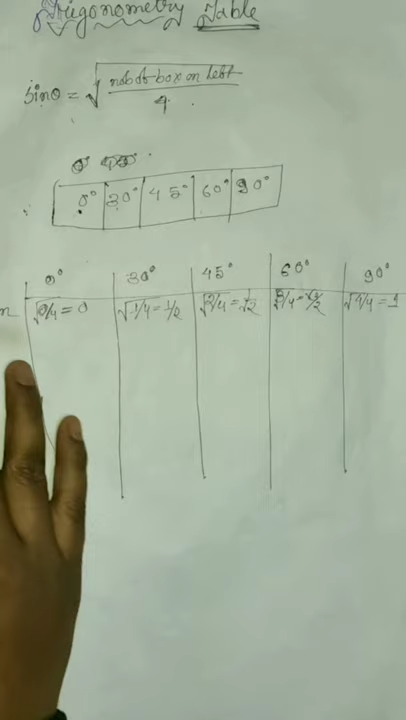 Trigonometry Table
Sinθ = √no. of box on left/4
0° 30° 45° 60° 90°
0° 30° 45° 60° 90°
n √0/4 = 0 √1/4 = 1/2 √2/4 = 1/√2 √3/4 = √3/2 √4/4 = 1